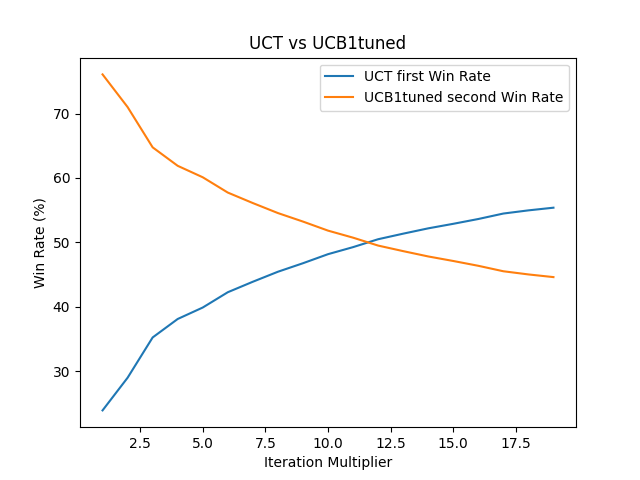 UCT vs UCB1tuned
UCT first Win Rate
UCB1tuned second Win Rate
Win Rate (%)
70
60
50
40
30
2.5 5.0 7.5 10.0 12.5 15.0 17.5
Iteration Multiplier